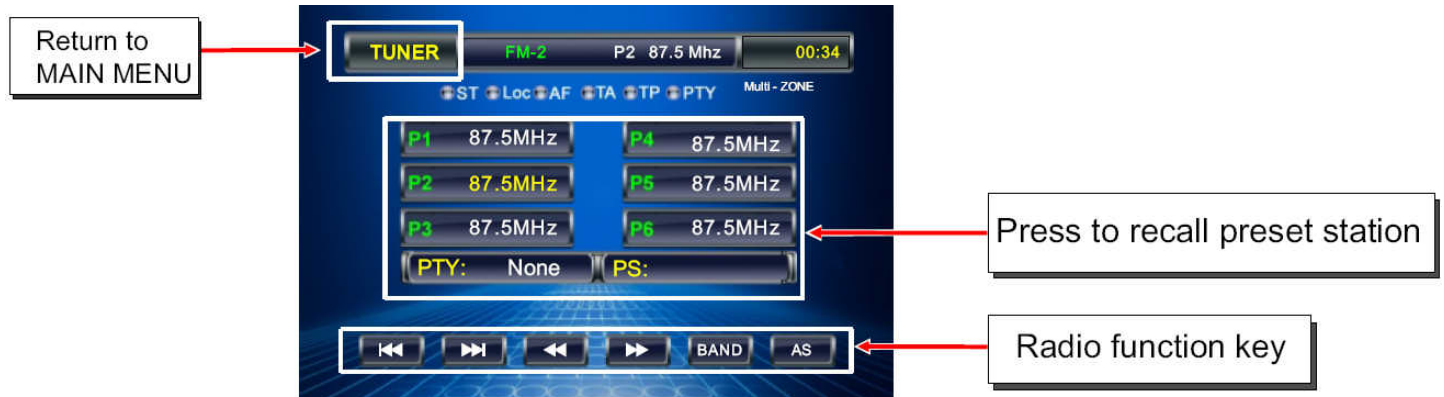 Return to
MAIN MENU
TUNER FM-2 P2 87.5 Mhz 00:34
ST Loc AF TA TP PTY Multi - ZONE
P1 87.5MHz P4 87.5MHz
P2 87.5MHz P5 87.5MHz
P3 87.5MHz P6 87.5MHz
PTY: None PS:
Press to recall preset station
BAND AS
Radio function key